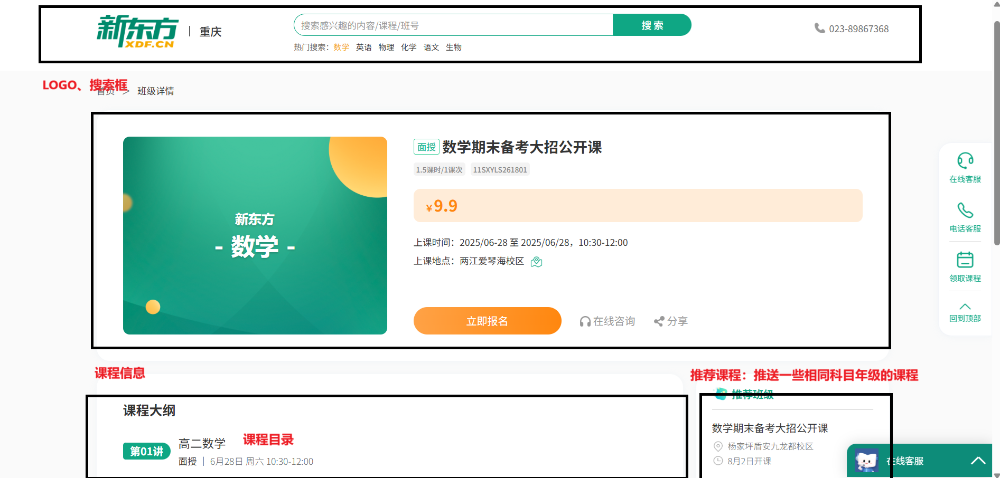 新东方
XDF.CN
重庆
搜索感兴趣的内容/课程/班号
搜 索
023-89867368
热门搜索：数学 英语 物理 化学 语文 生物
LOGO、搜索框
首页 > 班级详情
面授 数学期末备考大招公开课
1.5课时/1课次 11SXYLS261801
¥9.9
新东方
- 数学 -
上课时间：2025/06-28 至 2025/06/28，10:30-12:00
上课地点：两江爱琴海校区
立即报名 在线咨询 分享
在线客服
电话客服
领取课程
回到顶部
课程信息
推荐课程：推送一些相同科目年级的课程
推荐班级
课程大纲
第01讲
高二数学
课程目录
面授 | 6月28日 周六 10:30-12:00
数学期末备考大招公开课
杨家坪盾安九龙都校区
8月2日开课
在线客服